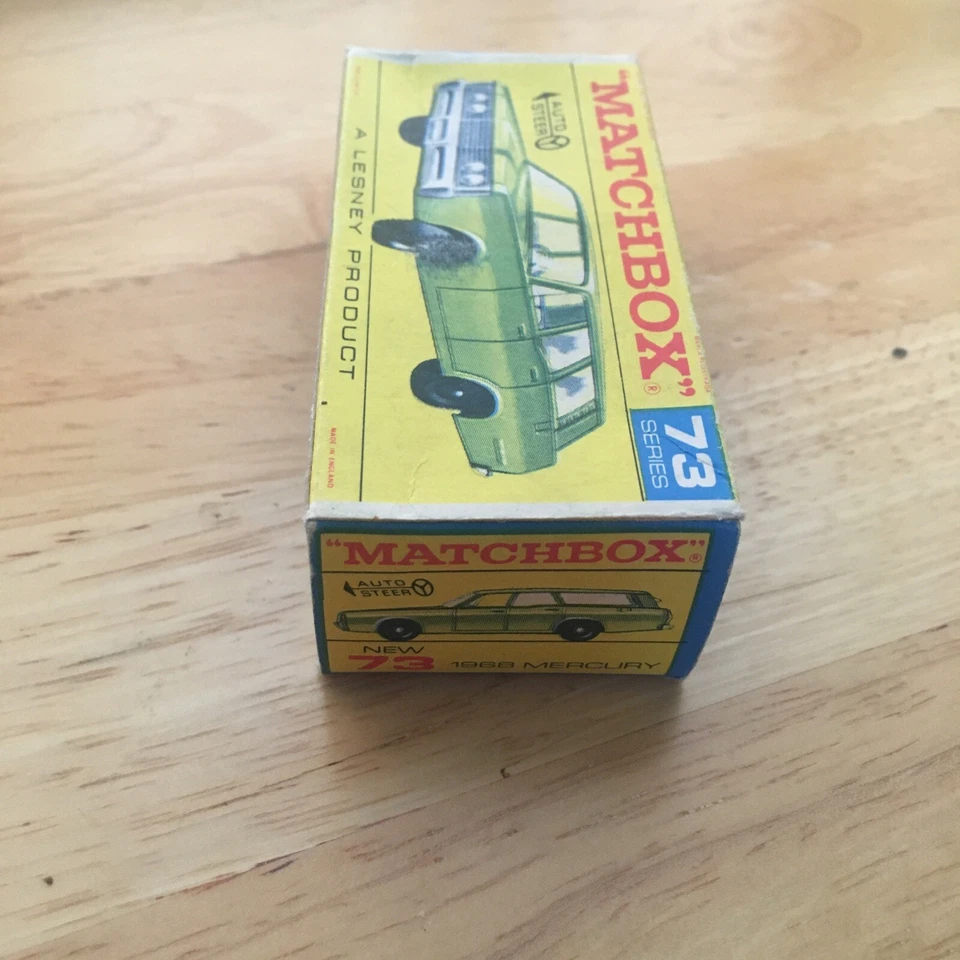 "MATCHBOX"®
73
SERIES
AUTO
STEER
A LESNEY PRODUCT
MADE IN ENGLAND
"MATCHBOX"®
AUTO
STEER
NEW
73 1968 MERCURY